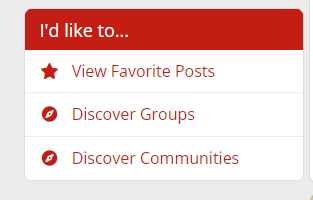 I'd like to...
View Favorite Posts
Discover Groups
Discover Communities